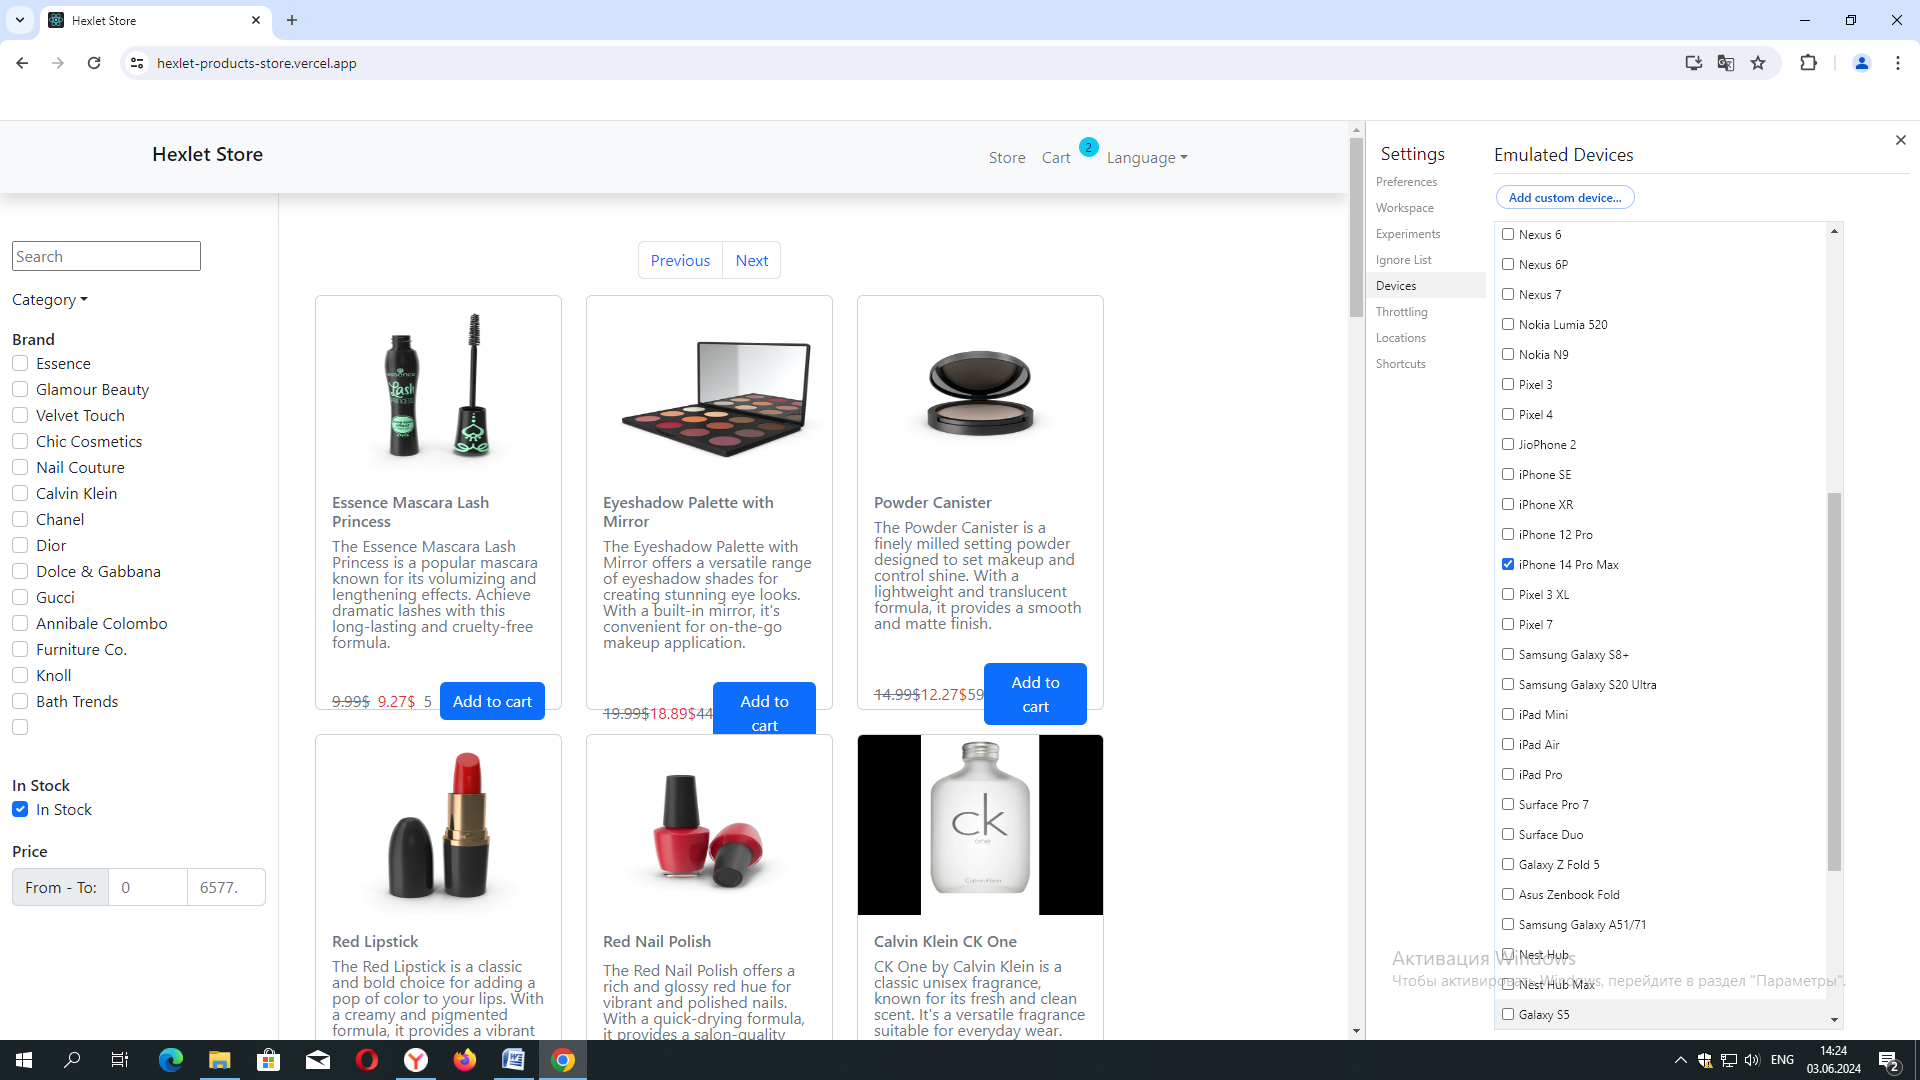 Hexlet Store
hexlet-products-store.vercel.app
Hexlet Store
Store
Cart
2
Language
Search
Category
Brand
Essence
Glamour Beauty
Velvet Touch
Chic Cosmetics
Nail Couture
Calvin Klein
Chanel
Dior
Dolce & Gabbana
Gucci
Annibale Colombo
Furniture Co.
Knoll
Bath Trends
In Stock
In Stock
Price
From - To:
0
6577.
Previous
Next
essence
Lash
PRINCESS
Essence Mascara Lash
Princess
The Essence Mascara Lash
Princess is a popular mascara
known for its volumizing and
lengthening effects. Achieve
dramatic lashes with this
long-lasting and cruelty-free
formula.
9.99$ 9.27$ 5
Add to cart
Eyeshadow Palette with
Mirror
The Eyeshadow Palette with
Mirror offers a versatile range
of eyeshadow shades for
creating stunning eye looks.
With a built-in mirror, it's
convenient for on-the-go
makeup application.
19.99$18.89$44
Add to
cart
Powder Canister
The Powder Canister is a
finely milled setting powder
designed to set makeup and
control shine. With a
lightweight and translucent
formula, it provides a smooth
and matte finish.
14.99$12.27$59
Add to
cart
Red Lipstick
The Red Lipstick is a classic
and bold choice for adding a
pop of color to your lips. With
a creamy and pigmented
formula, it provides a vibrant
Red Nail Polish
The Red Nail Polish offers a
rich and glossy red hue for
vibrant and polished nails.
With a quick-drying formula,
it provides a salon-quality
ck
one
Calvin Klein
Calvin Klein CK One
CK One by Calvin Klein is a
classic unisex fragrance,
known for its fresh and clean
scent. It's a versatile fragrance
suitable for everyday wear.
Settings
Preferences
Workspace
Experiments
Ignore List
Devices
Throttling
Locations
Shortcuts
Emulated Devices
Add custom device...
Nexus 6
Nexus 6P
Nexus 7
Nokia Lumia 520
Nokia N9
Pixel 3
Pixel 4
JioPhone 2
iPhone SE
iPhone XR
iPhone 12 Pro
iPhone 14 Pro Max
Pixel 3 XL
Pixel 7
Samsung Galaxy S8+
Samsung Galaxy S20 Ultra
iPad Mini
iPad Air
iPad Pro
Surface Pro 7
Surface Duo
Galaxy Z Fold 5
Asus Zenbook Fold
Samsung Galaxy A51/71
Nest Hub
Nest Hub Max
Galaxy S5
Активация Windows
Чтобы активировать Windows, перейдите в раздел "Параметры".
ENG
14:24
03.06.2024
2